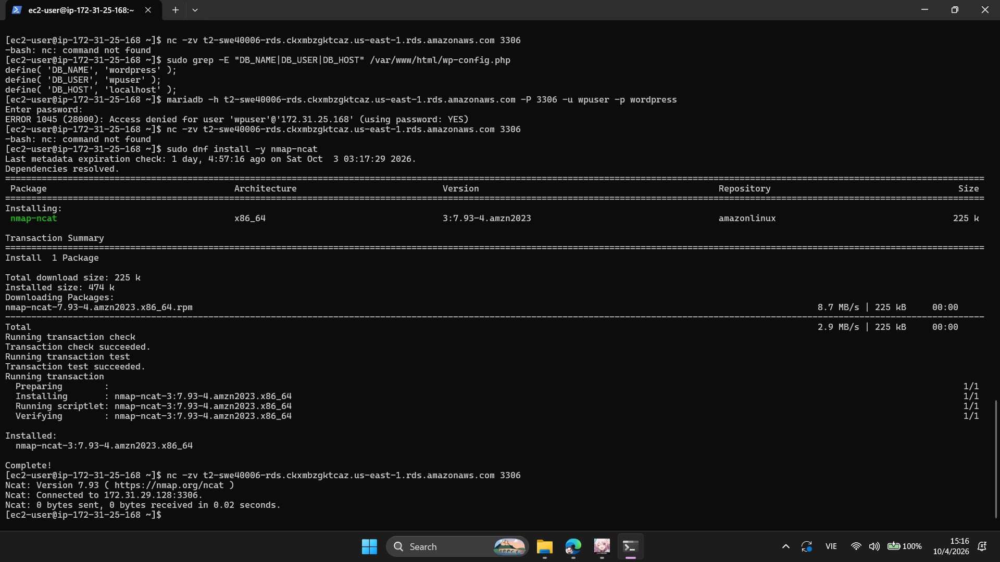 ec2-user@ip-172-31-25-168:~
[ec2-user@ip-172-31-25-168 ~]$ nc -zv t2-swe40006-rds.ckxmbzgktcaz.us-east-1.rds.amazonaws.com 3306
-bash: nc: command not found
[ec2-user@ip-172-31-25-168 ~]$ sudo grep -E "DB_NAME|DB_USER|DB_HOST" /var/www/html/wp-config.php
define( 'DB_NAME', 'wordpress' );
define( 'DB_USER', 'wpuser' );
define( 'DB_HOST', 'localhost' );
[ec2-user@ip-172-31-25-168 ~]$ mariadb -h t2-swe40006-rds.ckxmbzgktcaz.us-east-1.rds.amazonaws.com -P 3306 -u wpuser -p wordpress
Enter password:
ERROR 1045 (28000): Access denied for user 'wpuser'@'172.31.25.168' (using password: YES)
[ec2-user@ip-172-31-25-168 ~]$ nc -zv t2-swe40006-rds.ckxmbzgktcaz.us-east-1.rds.amazonaws.com 3306
-bash: nc: command not found
[ec2-user@ip-172-31-25-168 ~]$ sudo dnf install -y nmap-ncat
Last metadata expiration check: 1 day, 4:57:16 ago on Sat Oct  3 03:17:29 2026.
Dependencies resolved.
Package Architecture Version Repository Size
Installing:
nmap-ncat x86_64 3:7.93-4.amzn2023 amazonlinux 225 k
Transaction Summary
Install  1 Package
Total download size: 225 k
Installed size: 474 k
Downloading Packages:
nmap-ncat-7.93-4.amzn2023.x86_64.rpm 8.7 MB/s | 225 kB 00:00
Total 2.9 MB/s | 225 kB 00:00
Running transaction check
Transaction check succeeded.
Running transaction test
Transaction test succeeded.
Running transaction
Preparing : 1/1
Installing : nmap-ncat-3:7.93-4.amzn2023.x86_64 1/1
Running scriptlet: nmap-ncat-3:7.93-4.amzn2023.x86_64 1/1
Verifying : nmap-ncat-3:7.93-4.amzn2023.x86_64 1/1
Installed:
nmap-ncat-3:7.93-4.amzn2023.x86_64
Complete!
[ec2-user@ip-172-31-25-168 ~]$ nc -zv t2-swe40006-rds.ckxmbzgktcaz.us-east-1.rds.amazonaws.com 3306
Ncat: Version 7.93 ( https://nmap.org/ncat )
Ncat: Connected to 172.31.29.128:3306.
Ncat: 0 bytes sent, 0 bytes received in 0.02 seconds.
[ec2-user@ip-172-31-25-168 ~]$
Search
VIE
100%
15:16
10/4/2026